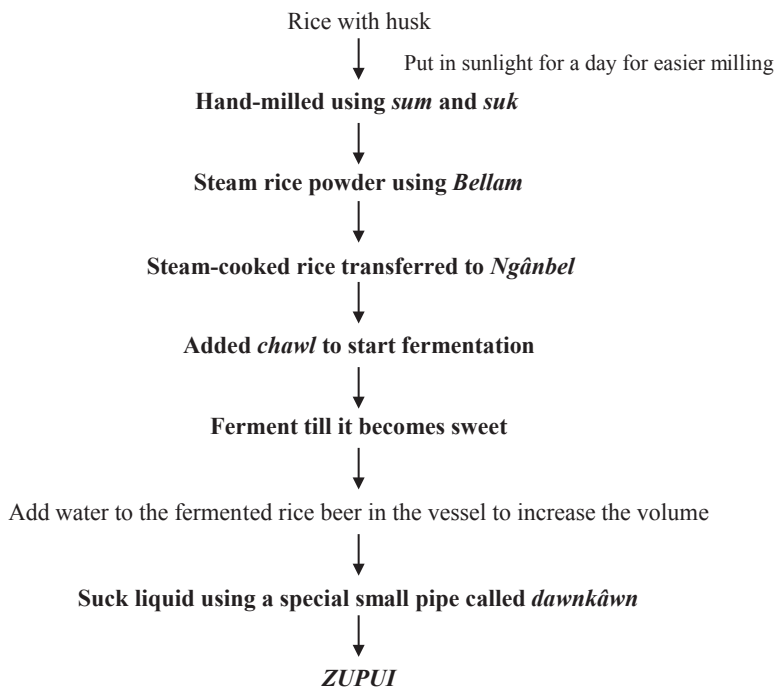 Rice with husk
Put in sunlight for a day for easier milling
Hand-milled using sum and suk
Steam rice powder using Bellam
Steam-cooked rice transferred to Ngânbel
Added chawl to start fermentation
Ferment till it becomes sweet
Add water to the fermented rice beer in the vessel to increase the volume
Suck liquid using a special small pipe called dawnkâwn
ZUPUI